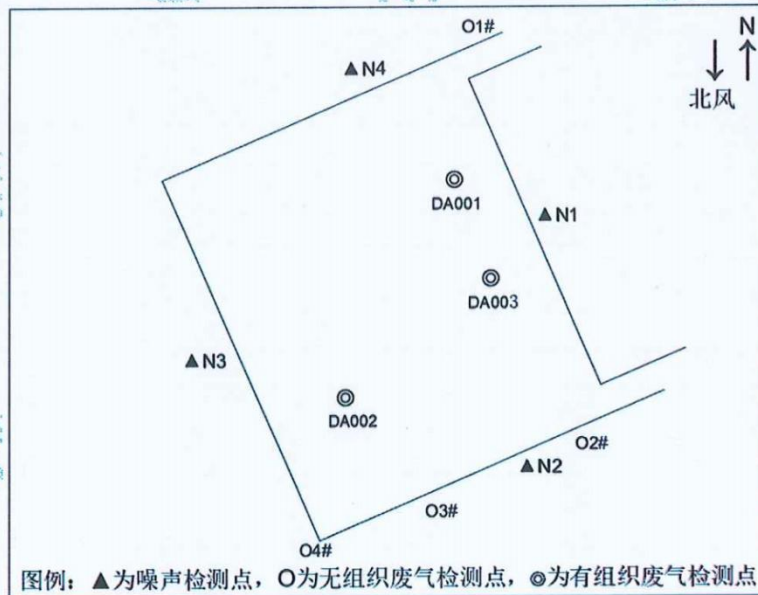 O1#
N
▲N4
北风
DA001
▲N1
DA003
▲N3
DA002
O2#
▲N2
O3#
O4#
图例：▲为噪声检测点，O为无组织废气检测点，◎为有组织废气检测点